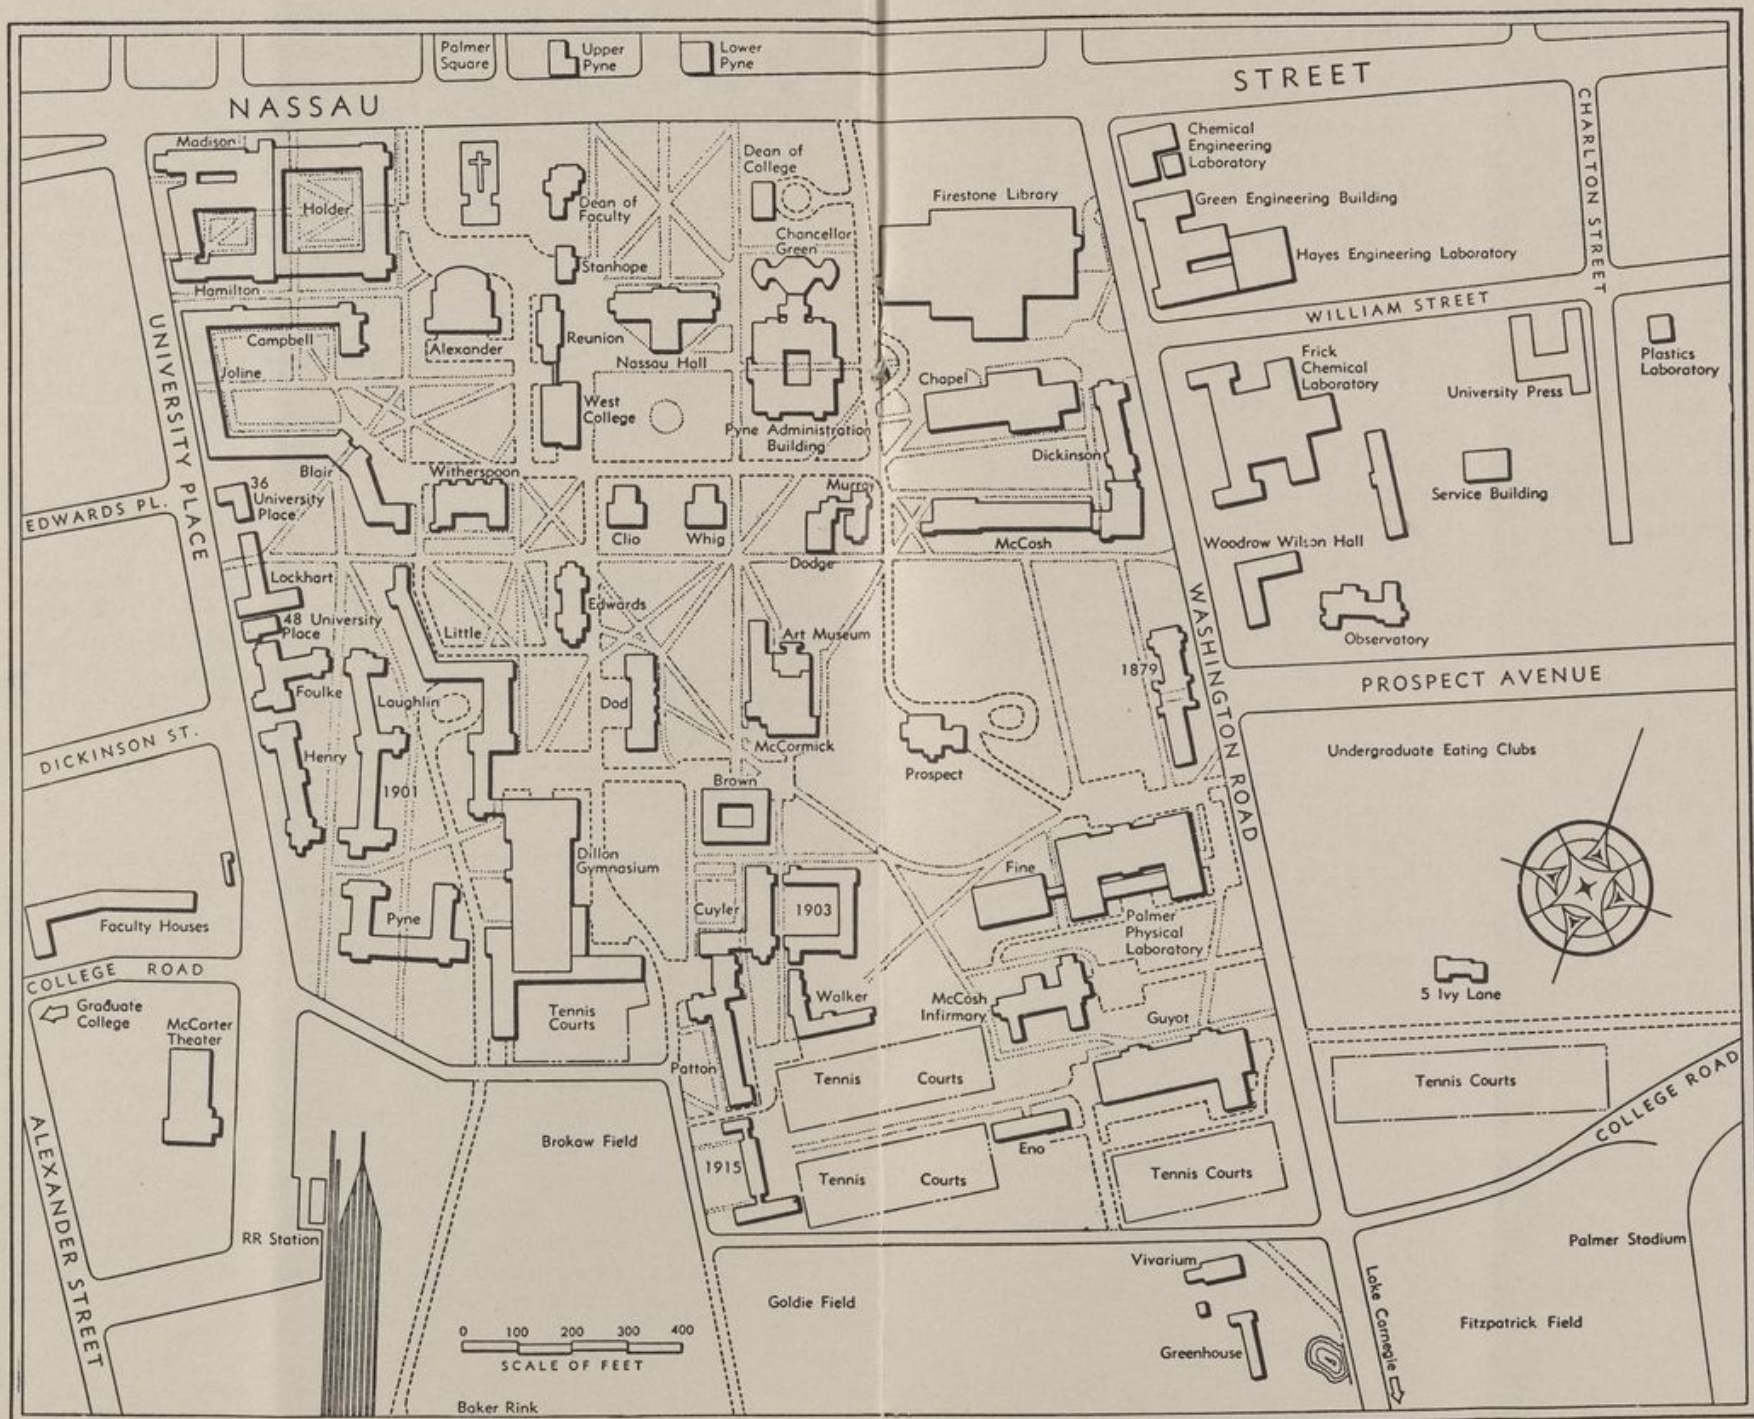 Palmer
Square
Upper
Pyne
Lower
Pyne
NASSAU
STREET
CHARLTON STREET
Madison
Holder
Hamilton
Dean of
Faculty
Stanhope
Dean of
College
Chancellor
Green
Firestone Library
Chemical
Engineering
Laboratory
Green Engineering Building
Hayes Engineering Laboratory
WILLIAM STREET
UNIVERSITY PLACE
Campbell
Joline
Alexander
Reunion
Nassau Hall
West
College
Pyne Administration
Building
Chapel
Dickinson
Frick
Chemical
Laboratory
University Press
Plastics
Laboratory
Service Building
Blair
Witherspoon
36
University
Place
EDWARDS PL.
Clio
Whig
Murray
Dodge
McCosh
Woodrow Wilson Hall
Observatory
WASHINGTON ROAD
PROSPECT AVENUE
Lockhart
48 University
Place
Little
Edwards
Art Museum
1879
Foulke
Laughlin
Dod
McCormick
Prospect
Undergraduate Eating Clubs
DICKINSON ST.
Henry
1901
Brown
Dillon
Gymnasium
Fine
Palmer
Physical
Laboratory
Pyne
Cuyler
1903
Faculty Houses
COLLEGE ROAD
Graduate
College
McCarter
Theater
Tennis
Courts
Walker
McCosh
Infirmary
Guyot
5 Ivy Lane
Patton
Tennis Courts
Tennis Courts
COLLEGE ROAD
ALEXANDER STREET
Brokaw Field
1915
Eno
Tennis Courts
Tennis Courts
RR Station
Vivarium
Palmer Stadium
Goldie Field
Lake Carnegie
Fitzpatrick Field
Greenhouse
0 100 200 300 400
SCALE OF FEET
Baker Rink